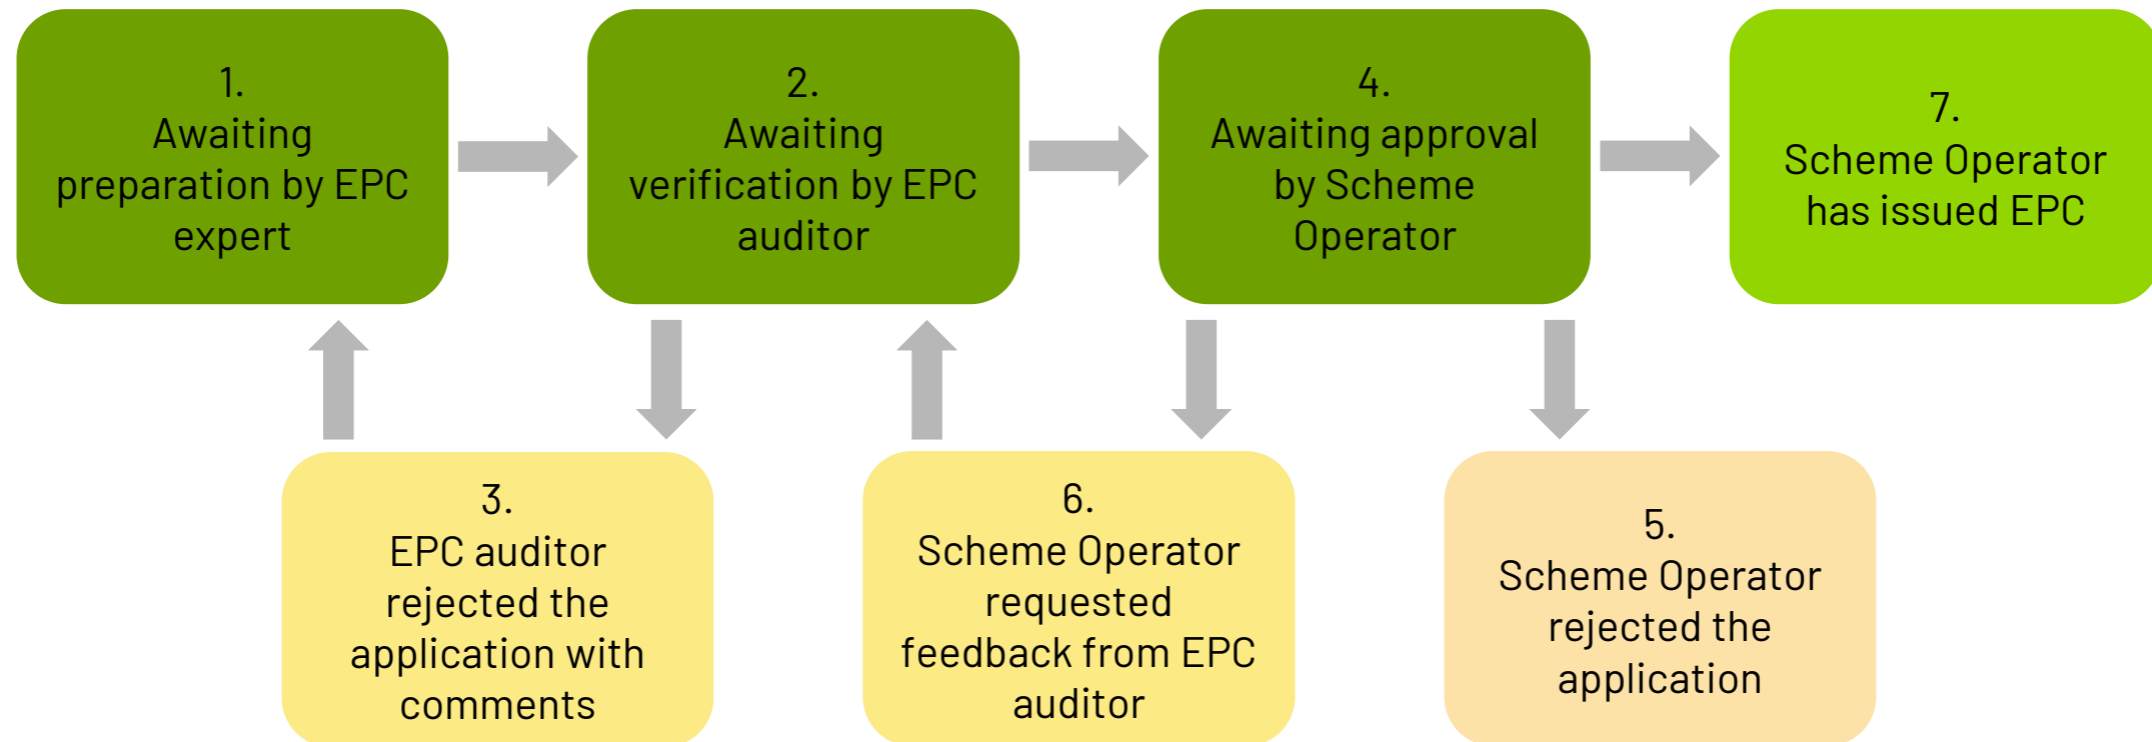 1.
Awaiting
preparation by EPC
expert
2.
Awaiting
verification by EPC
auditor
4.
Awaiting approval
by Scheme
Operator
7.
Scheme Operator
has issued EPC
3.
EPC auditor
rejected the
application with
comments
6.
Scheme Operator
requested
feedback from EPC
auditor
5.
Scheme Operator
rejected the
application